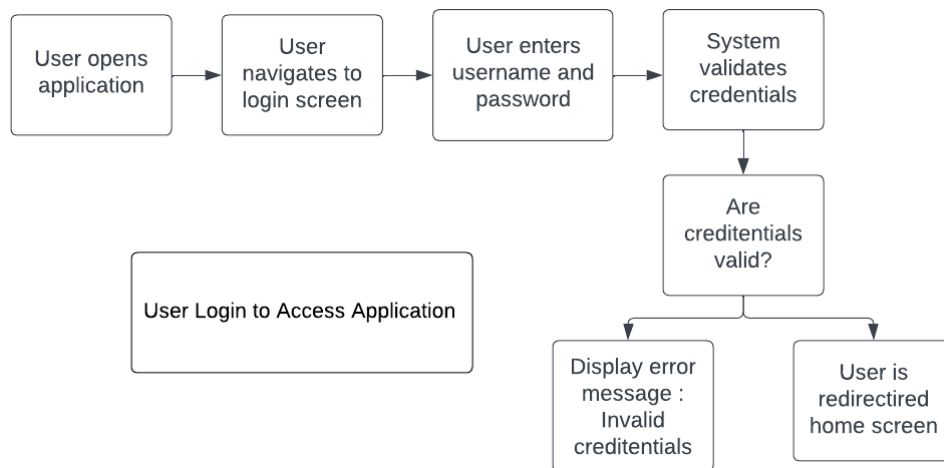 User opens
application
User
navigates to
login screen
User enters
username and
password
System
validates
credentials
Are
creditentials
valid?
User Login to Access Application
Display error
message :
Invalid
creditentials
User is
redirectired
home screen